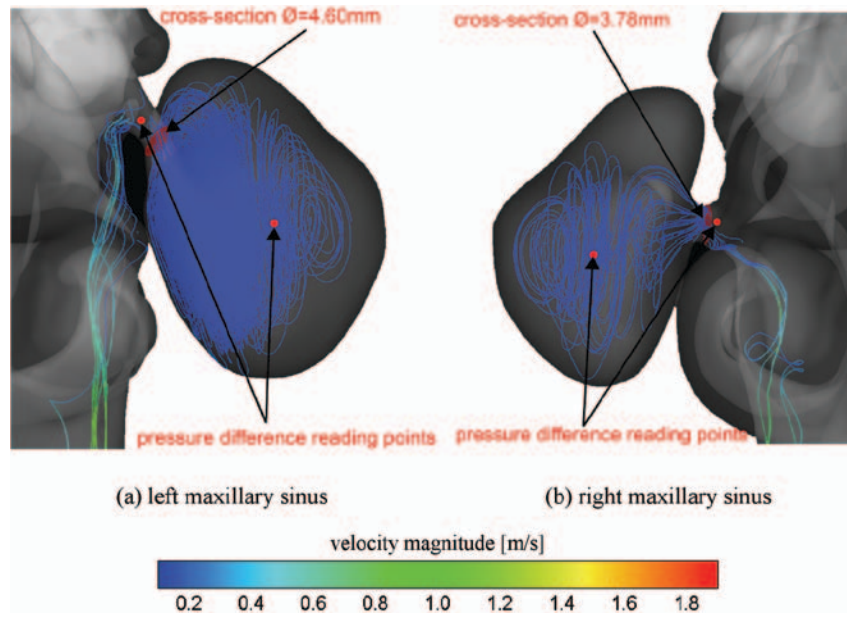 cross-section Ø=4.60mm
cross-section Ø=3.78mm
pressure difference reading points
pressure difference reading points
(a) left maxillary sinus
(b) right maxillary sinus
velocity magnitude [m/s]
0.2 0.4 0.6 0.8 1.0 1.2 1.4 1.6 1.8